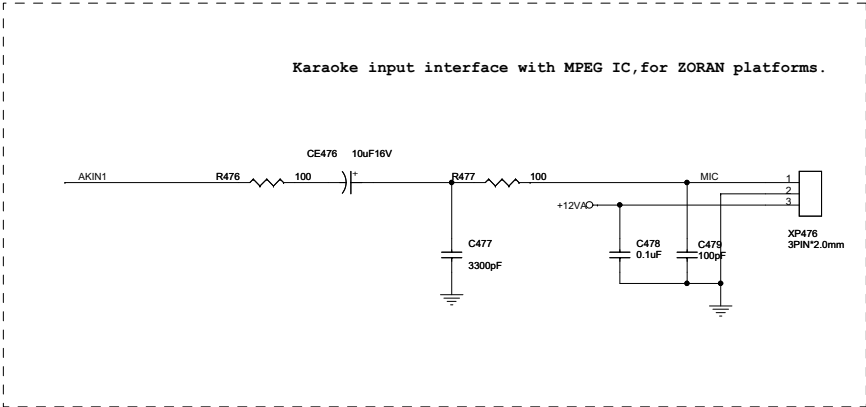 Karaoke input interface with MPEG IC,for ZORAN platforms.
CE476 10uF16V
AKIN1 R476 100 + R477 100 MIC 1
2
+12VA 3
XP476
3PIN*2.0mm
C477
3300pF
C478
0.1uF
C479
100pF